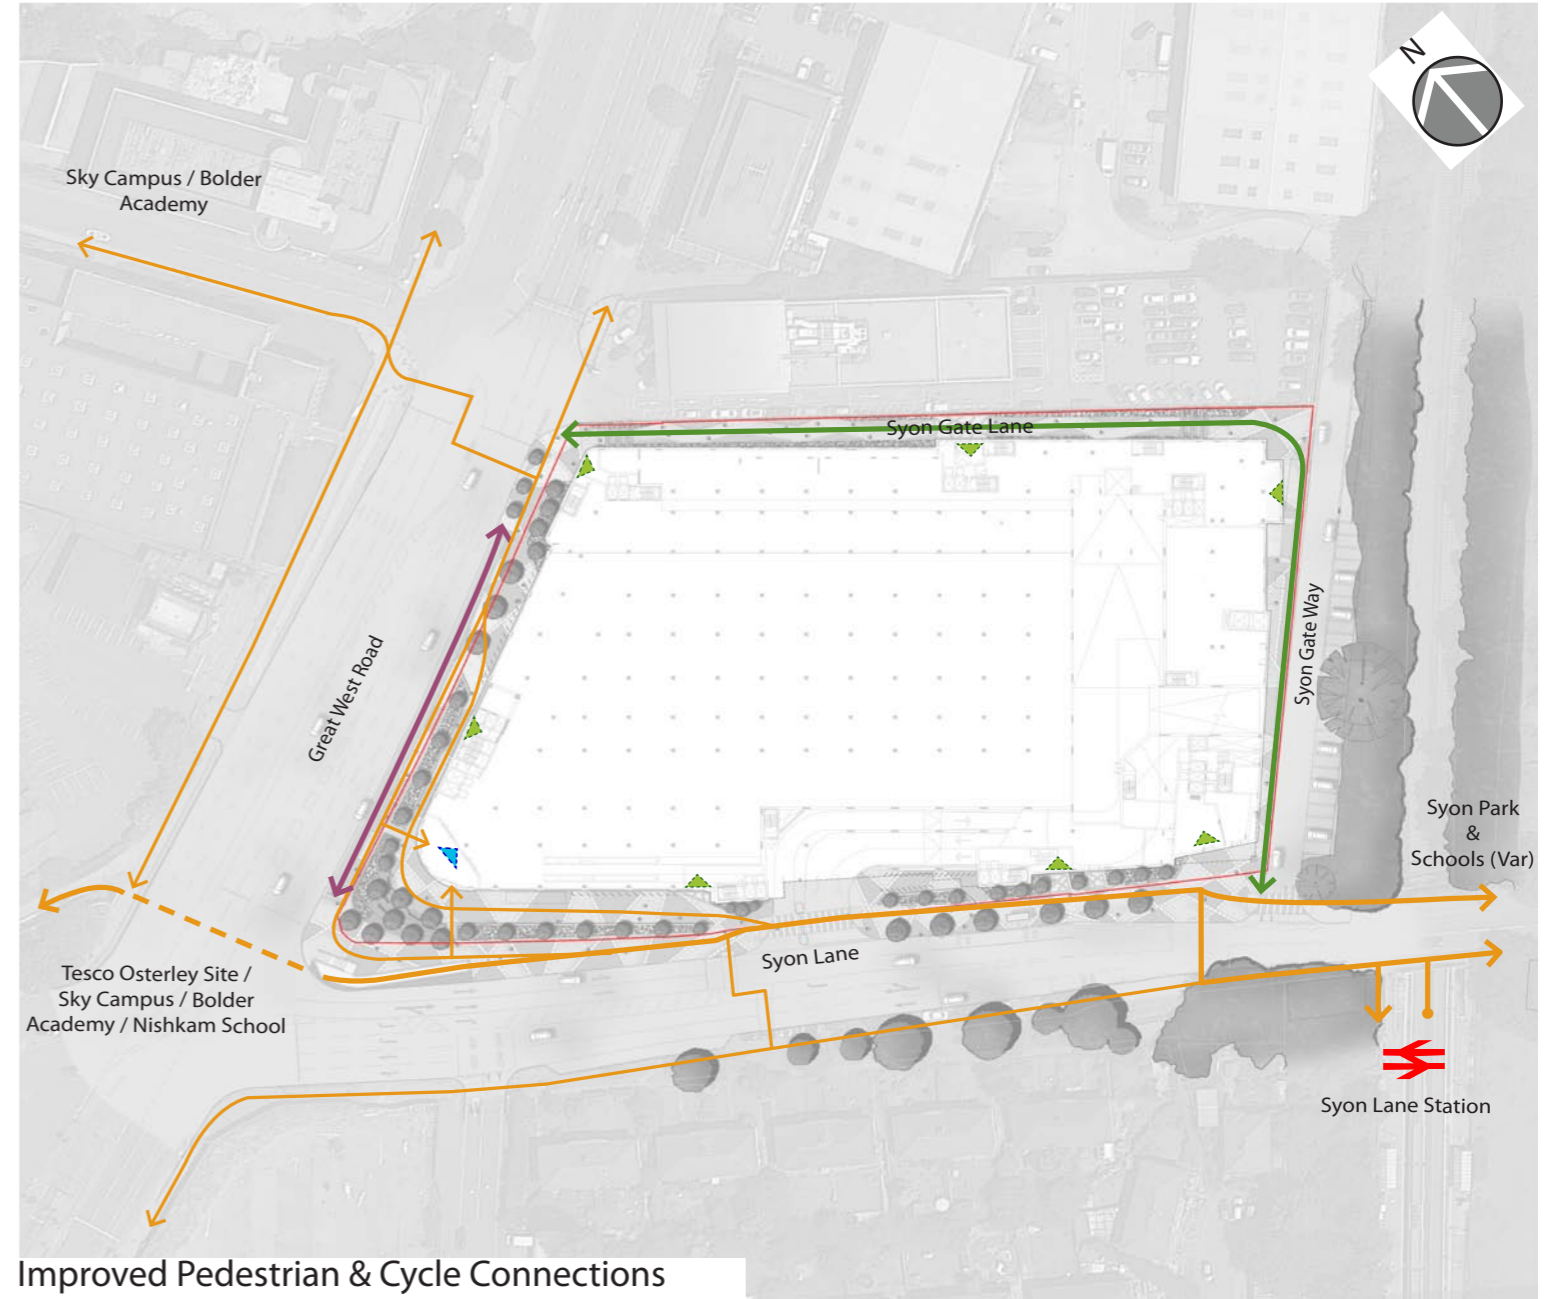 N
Sky Campus / Bolder
Academy
Syon Gate Lane
Great West Road
Syon Gate Way
Syon Park
&
Schools (Var)
Syon Lane
Tesco Osterley Site /
Sky Campus / Bolder
Academy / Nishkam School
Syon Lane Station
Improved Pedestrian & Cycle Connections